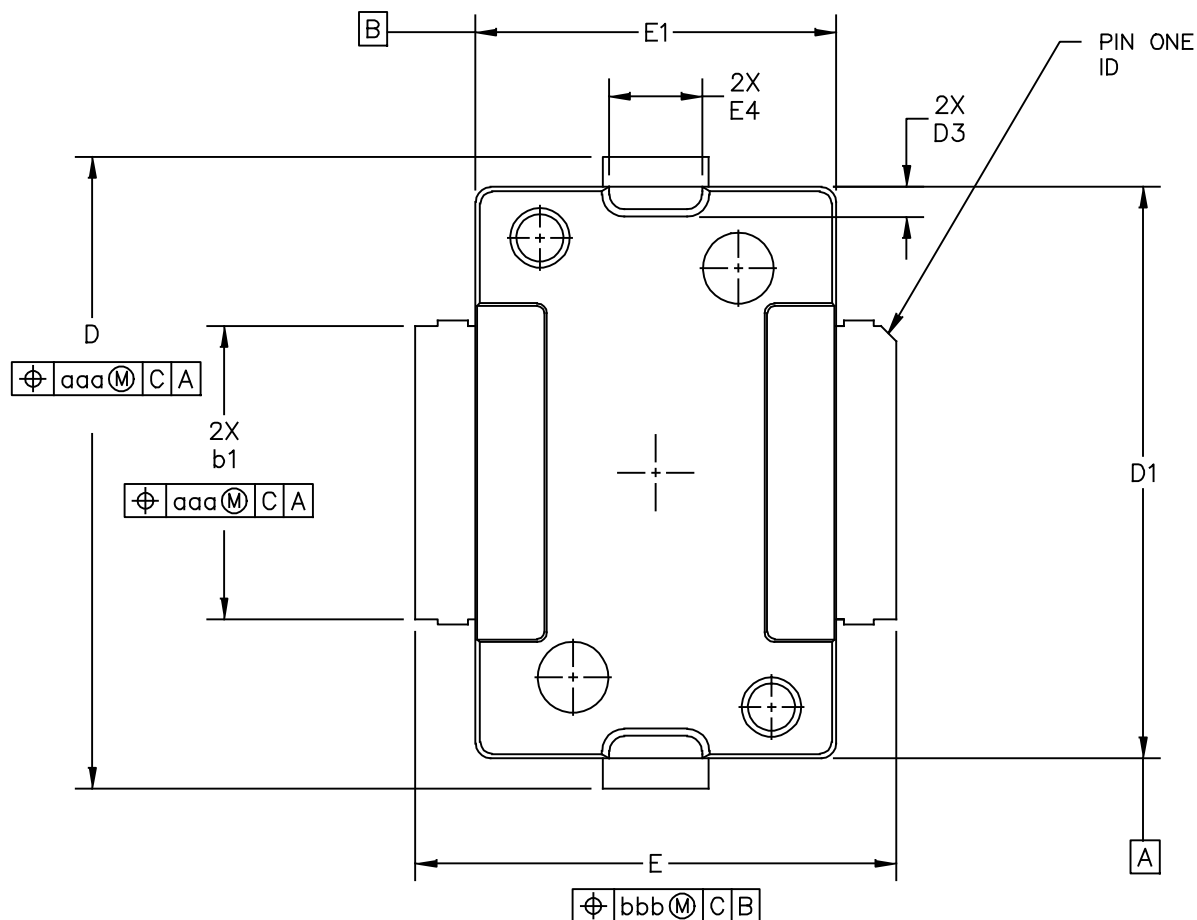 B
E1
PIN ONE
ID
2X
E4
2X
D3
D
⌖ aaa Ⓜ C A
2X
b1
⌖ aaa Ⓜ C A
D1
E
⌖ bbb Ⓜ C B
A